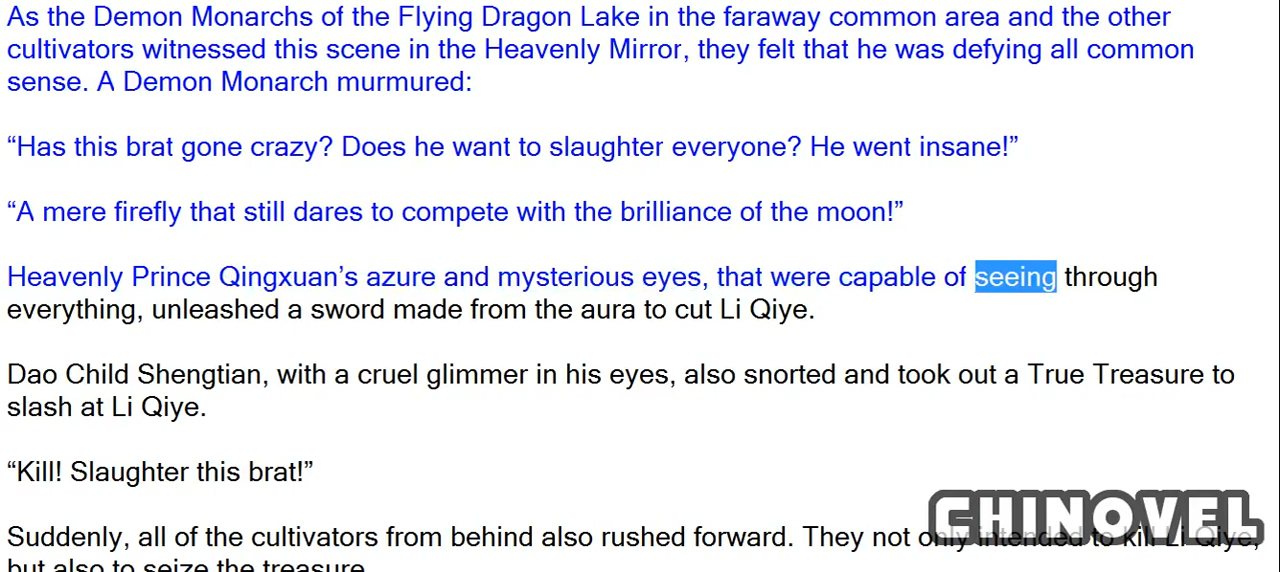 As the Demon Monarchs of the Flying Dragon Lake in the faraway common area and the other
cultivators witnessed this scene in the Heavenly Mirror, they felt that he was defying all common
sense. A Demon Monarch murmured:
“Has this brat gone crazy? Does he want to slaughter everyone? He went insane!”
“A mere firefly that still dares to compete with the brilliance of the moon!”
Heavenly Prince Qingxuan’s azure and mysterious eyes, that were capable of seeing through
everything, unleashed a sword made from the aura to cut Li Qiye.
Dao Child Shengtian, with a cruel glimmer in his eyes, also snorted and took out a True Treasure to
slash at Li Qiye.
“Kill! Slaughter this brat!”
Suddenly, all of the cultivators from behind also rushed forward. They not only intended to kill Li Qiye,
but also to seize the treasure.
CHINOVEL